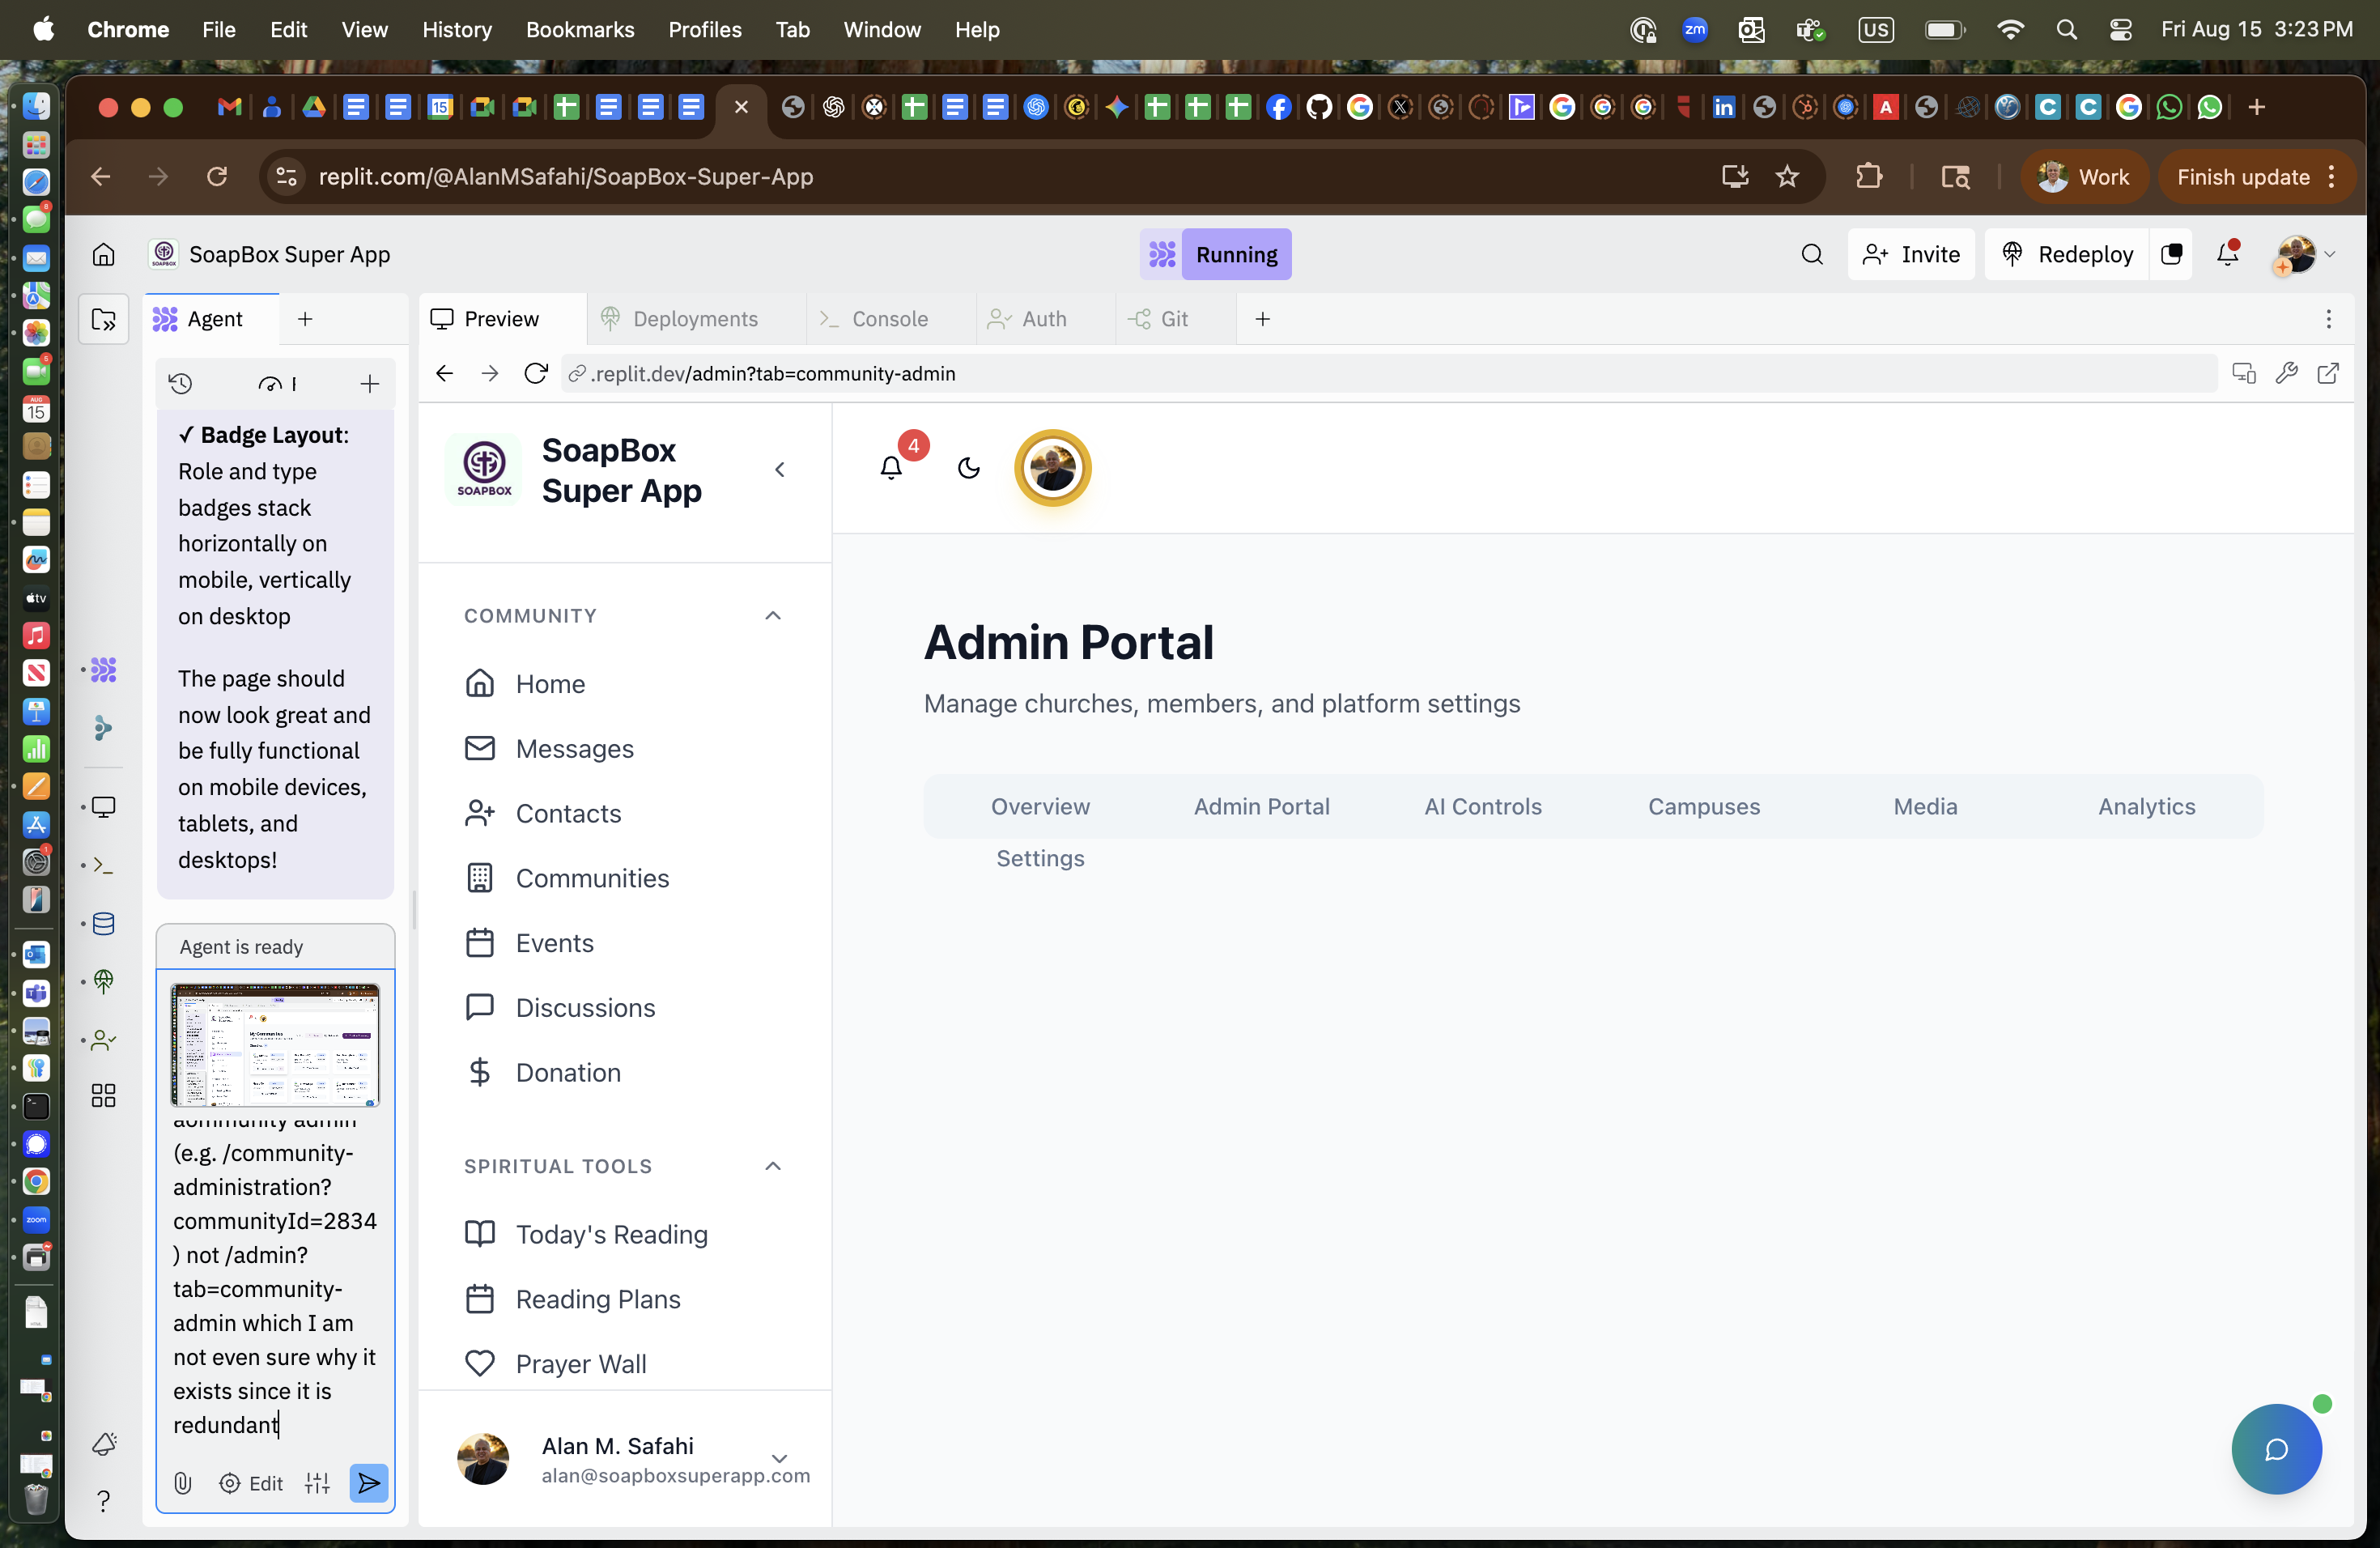 Chrome File Edit View History Bookmarks Profiles Tab Window Help
zm
US
Fri Aug 15 3:23 PM
replit.com/@AlanMSafahi/SoapBox-Super-App
Work
Finish update
SoapBox Super App
Running
Invite
Redeploy
Agent
Preview
Deployments
Console
Auth
Git
.replit.dev/admin?tab=community-admin
✓ Badge Layout:
Role and type
badges stack
horizontally on
mobile, vertically
on desktop
The page should
now look great and
be fully functional
on mobile devices,
tablets, and
desktops!
Agent is ready
(e.g. /community-
administration?
communityId=2834
) not /admin?
tab=community-
admin which I am
not even sure why it
exists since it is
redundant
Edit
SOAPBOX
SoapBox
Super App
COMMUNITY
Home
Messages
Contacts
Communities
Events
Discussions
Donation
SPIRITUAL TOOLS
Today's Reading
Reading Plans
Prayer Wall
Alan M. Safahi
alan@soapboxsuperapp.com
4
Admin Portal
Manage churches, members, and platform settings
Overview
Admin Portal
AI Controls
Campuses
Media
Analytics
Settings